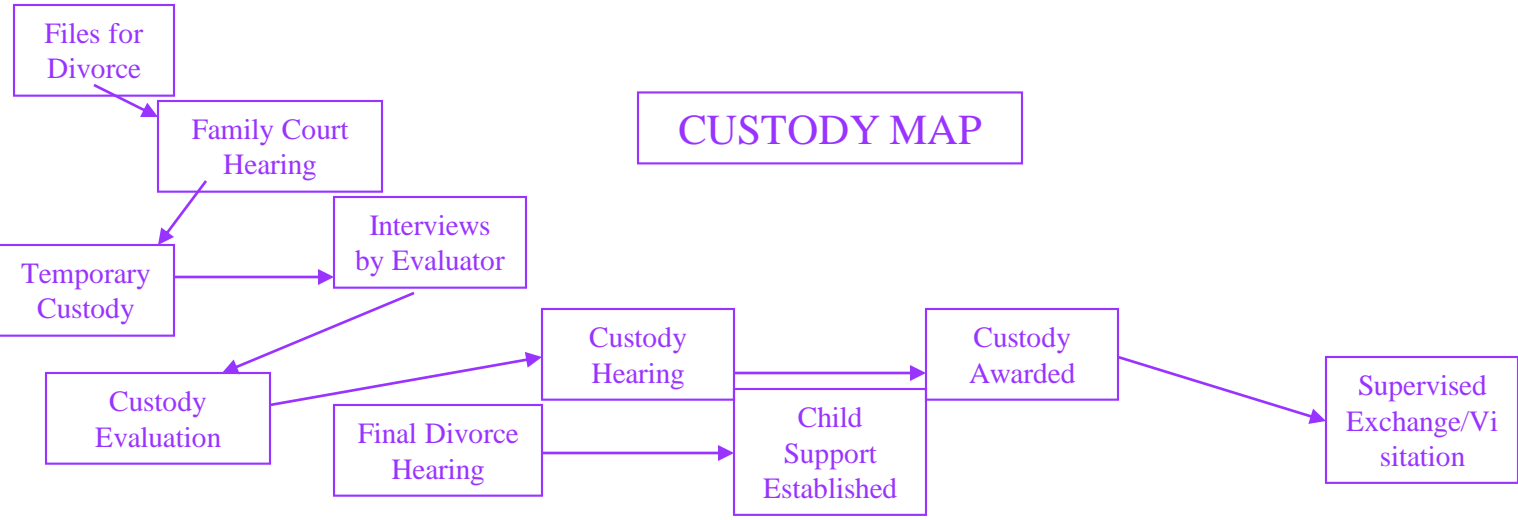 Files for
Divorce
Family Court
Hearing
CUSTODY MAP
Interviews
by Evaluator
Temporary
Custody
Custody
Hearing
Custody
Awarded
Custody
Evaluation
Final Divorce
Hearing
Child
Support
Established
Supervised
Exchange/Vi
sitation